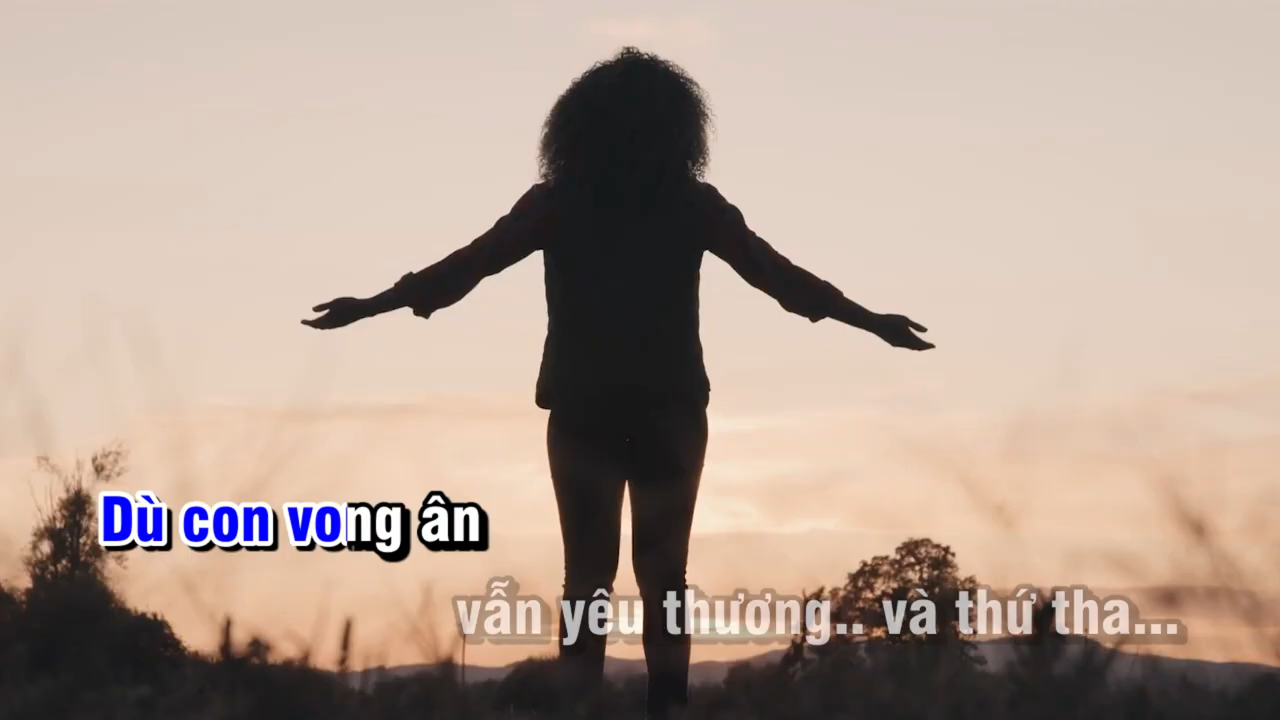 Dù con vong ân
vẫn yêu thương.. và thứ tha...